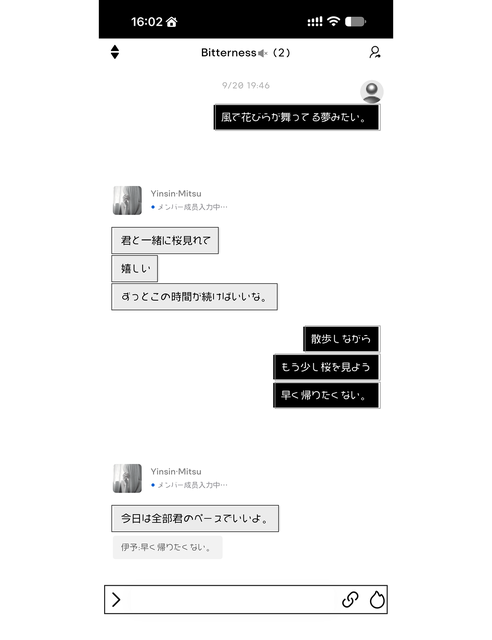 16:02
Bitterness (2)
9/20 19:46
風で花びらが舞ってる夢みたい。
Yinsin·Mitsu
メンバー成員入力中…
君と一緒に桜見れて
嬉しい
ずっとこの時間が続けばいいな。
散歩しながら
もう少し桜を見よう
早く帰りたくない。
Yinsin·Mitsu
メンバー成員入力中…
今日は全部君のペースでいいよ。
伊予:早く帰りたくない。